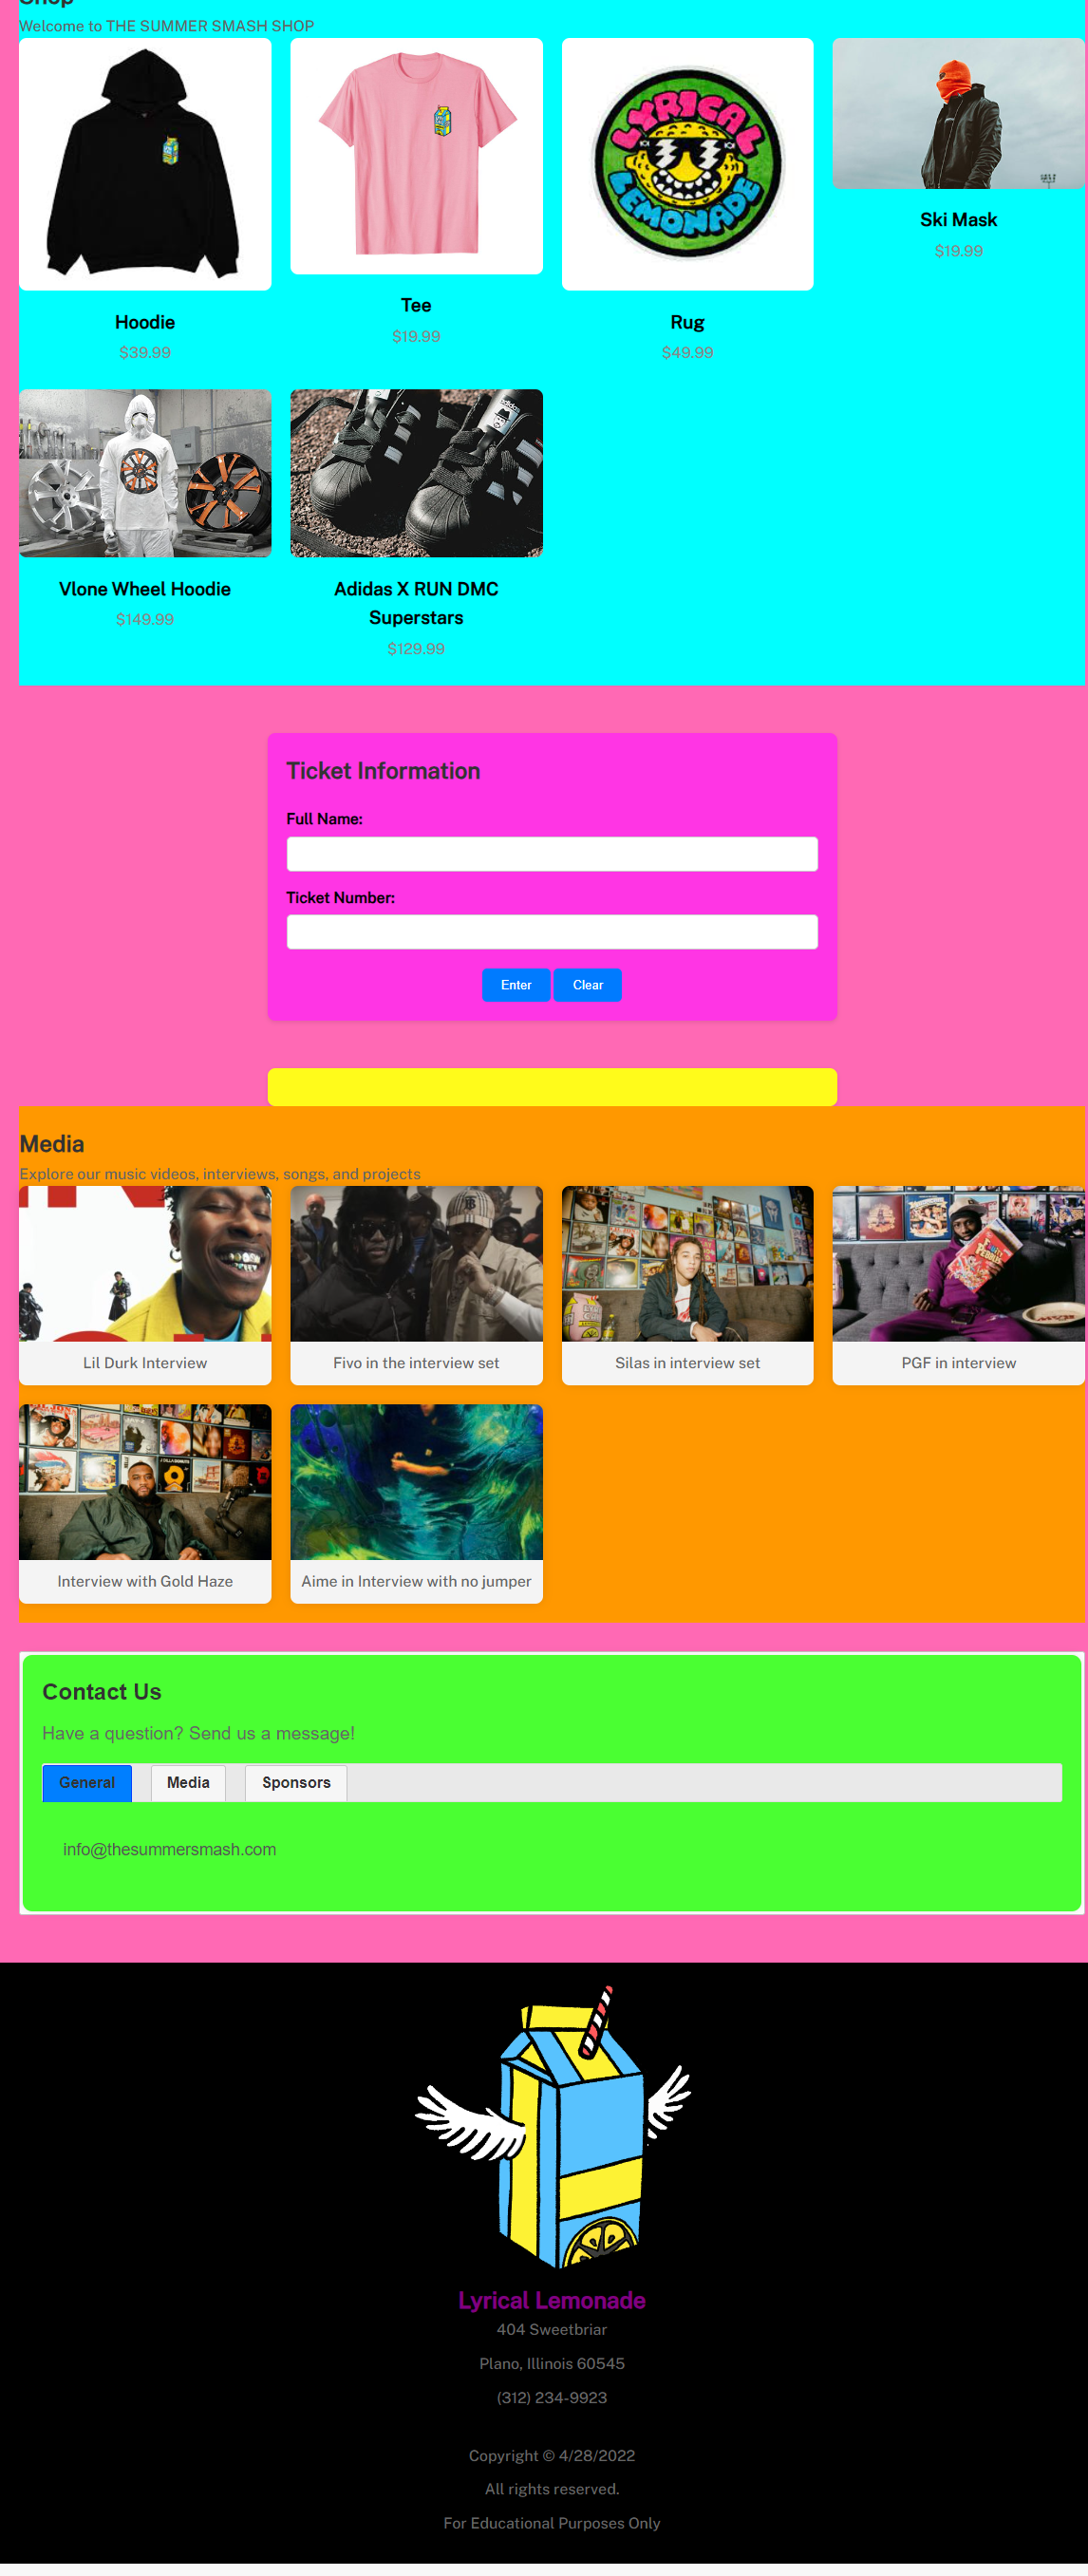 Shop
Welcome to THE SUMMER SMASH SHOP
LYRICAL
LEMONADE
Hoodie
$39.99
Tee
$19.99
Rug
$49.99
Ski Mask
$19.99
adidas
Vlone Wheel Hoodie
$149.99
Adidas X RUN DMC
Superstars
$129.99
Ticket Information
Full Name:
Ticket Number:
Enter Clear
Media
Explore our music videos, interviews, songs, and projects
Lil Durk Interview
Fivo in the interview set
Silas in interview set
PGF in interview
Interview with Gold Haze
Aime in Interview with no jumper
Contact Us
Have a question? Send us a message!
General Media Sponsors
info@thesummersmash.com
Lyrical Lemonade
404 Sweetbriar
Plano, Illinois 60545
(312) 234-9923
Copyright © 4/28/2022
All rights reserved.
For Educational Purposes Only